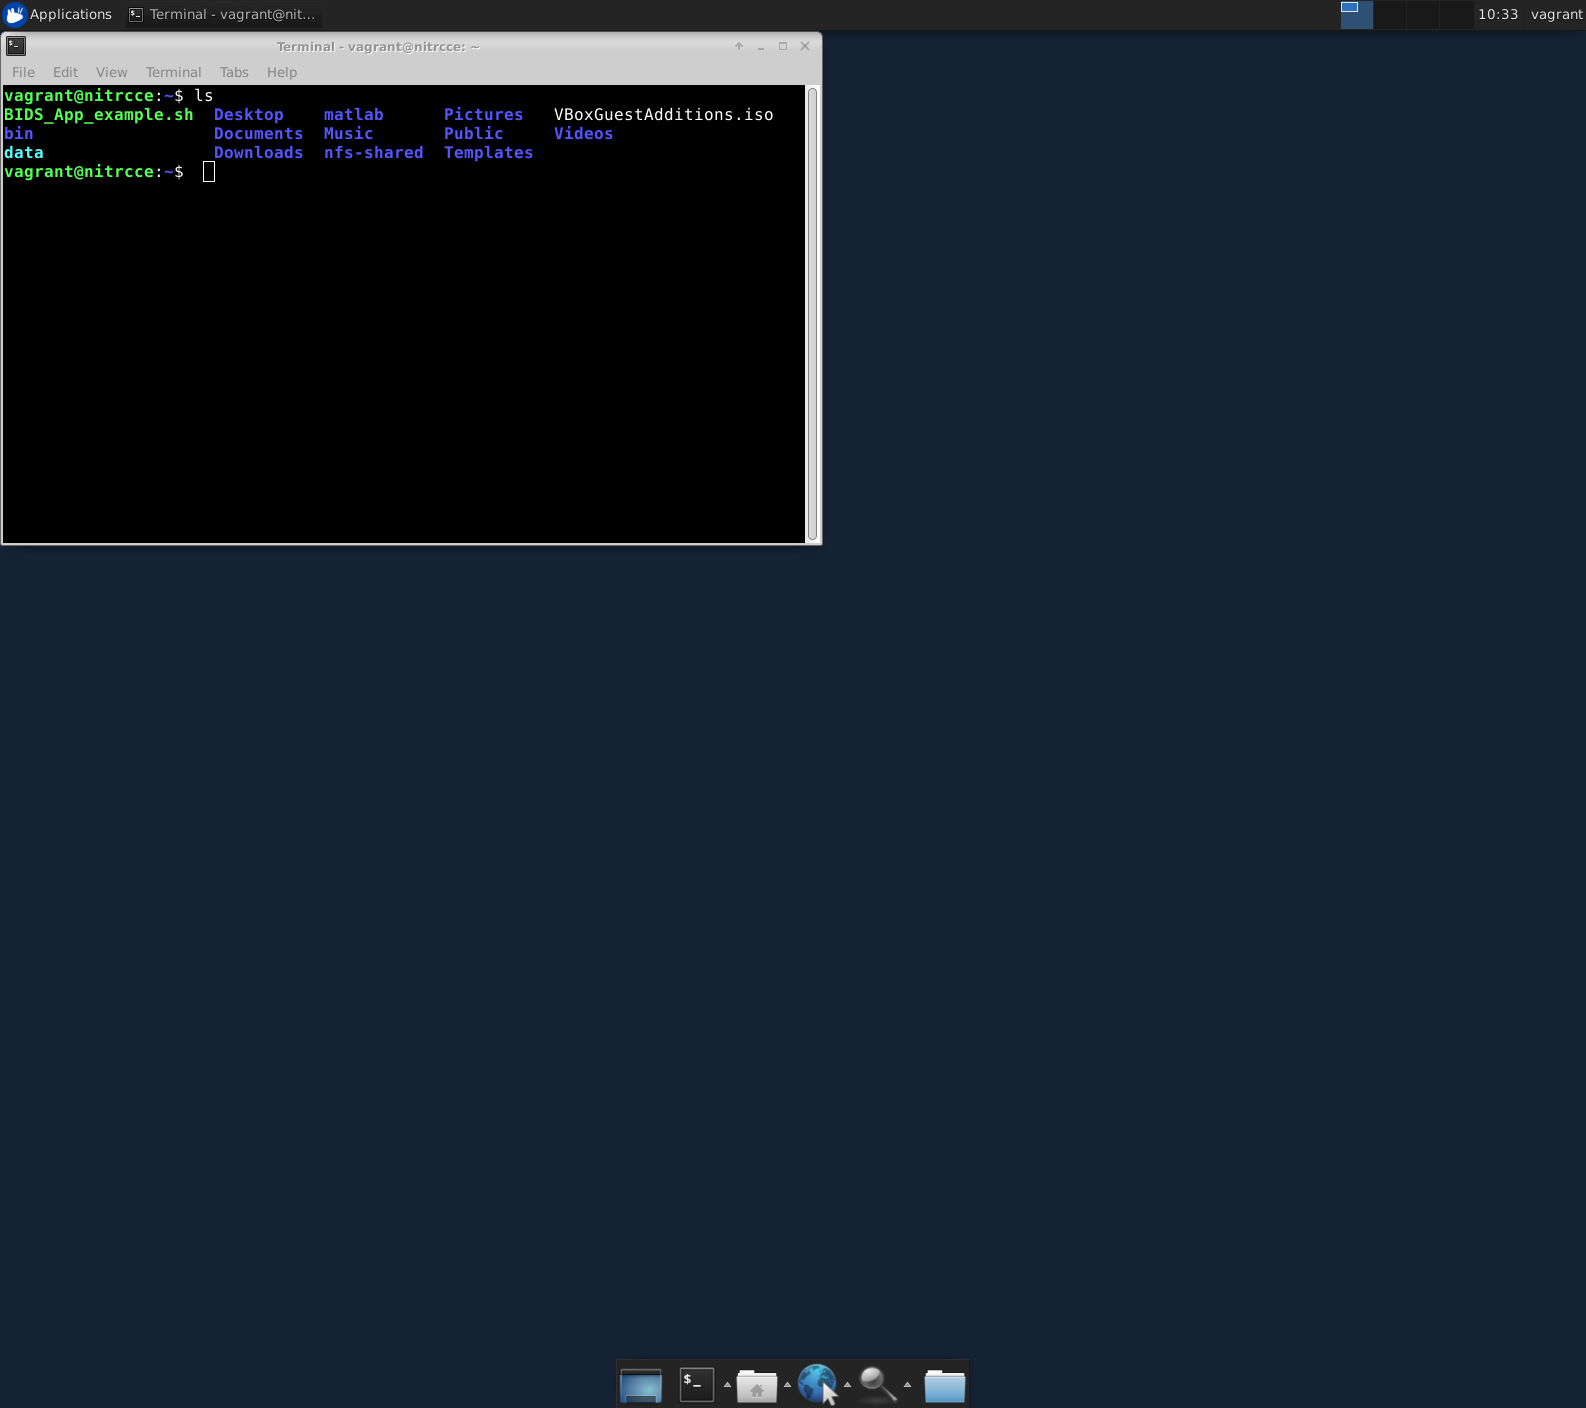 Applications Terminal - vagrant@nit... 10:33 vagrant
Terminal - vagrant@nitrcce: ~
File Edit View Terminal Tabs Help
vagrant@nitrcce:~$ ls
BIDS_App_example.sh Desktop matlab Pictures VBoxGuestAdditions.iso
bin Documents Music Public Videos
data Downloads nfs-shared Templates
vagrant@nitrcce:~$
$_